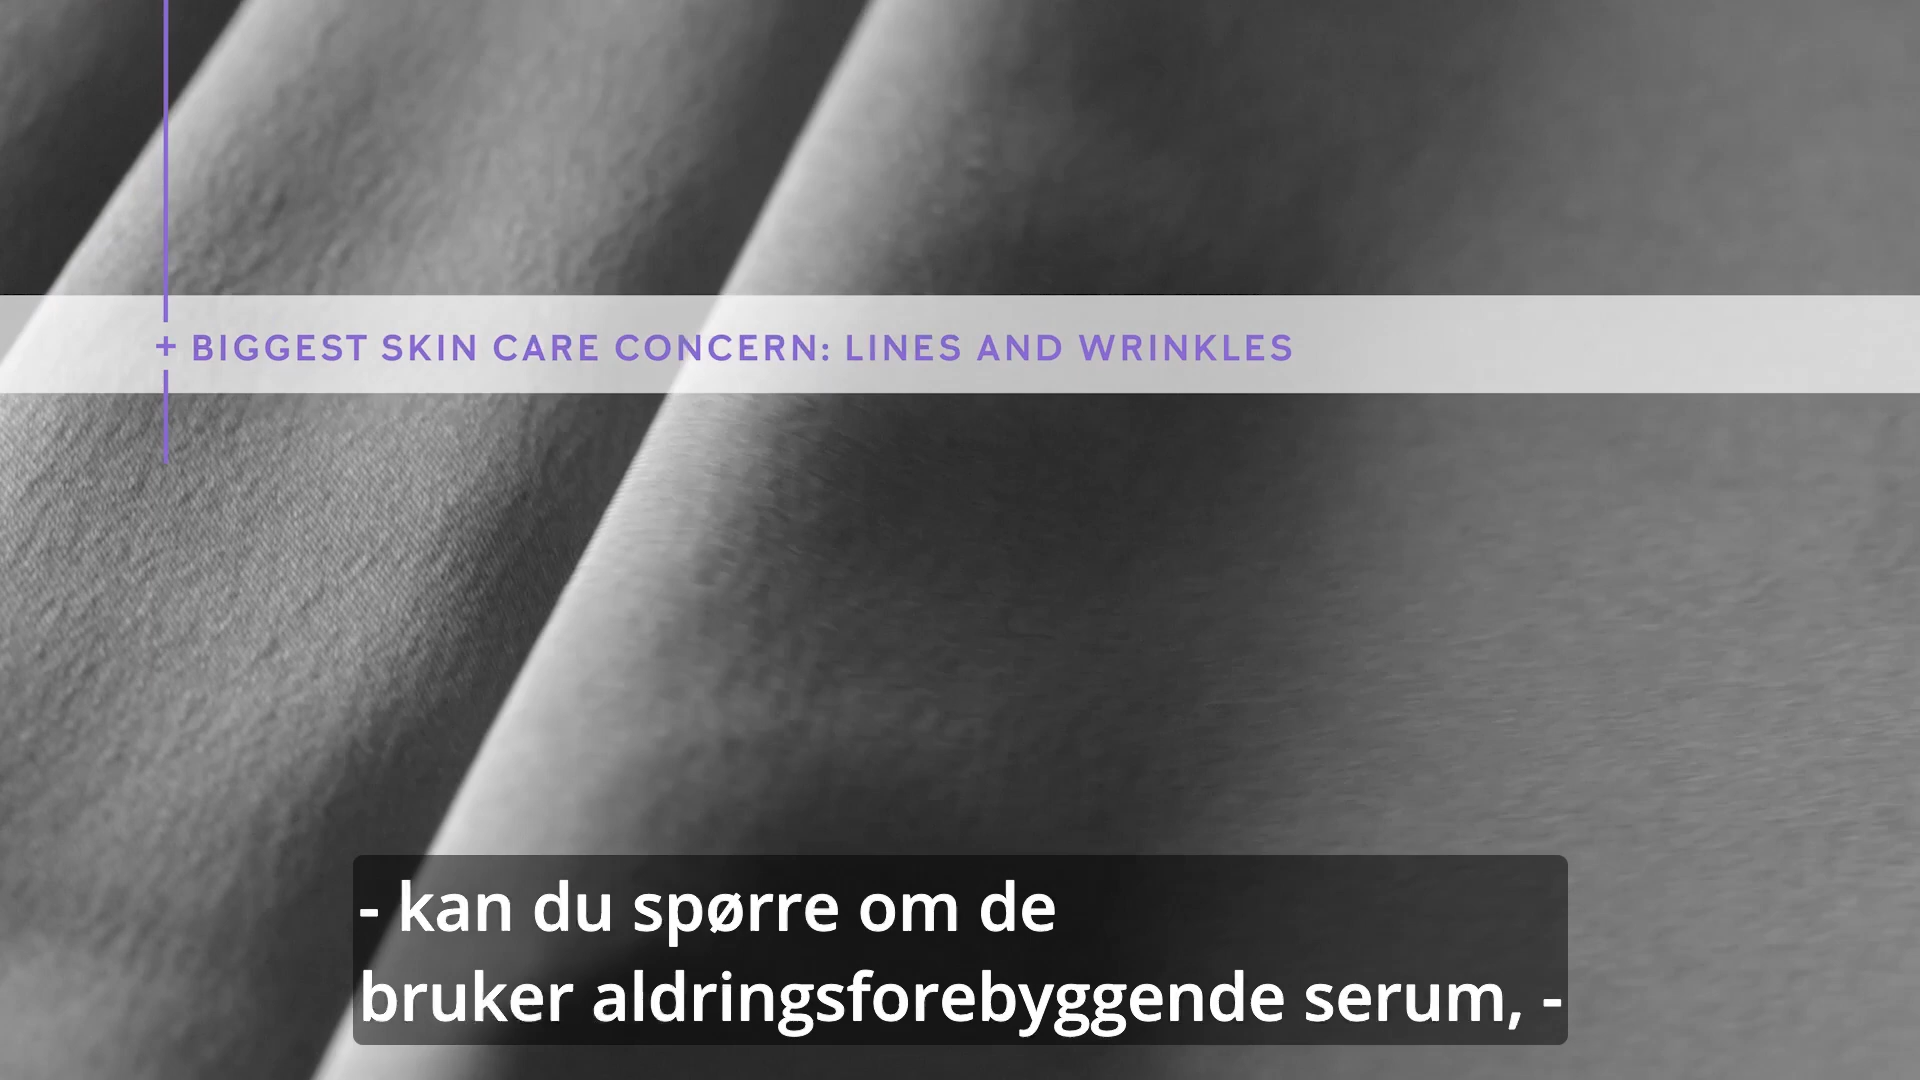 + BIGGEST SKIN CARE CONCERN: LINES AND WRINKLES
- kan du spørre om de
bruker aldringsforebyggende serum, -